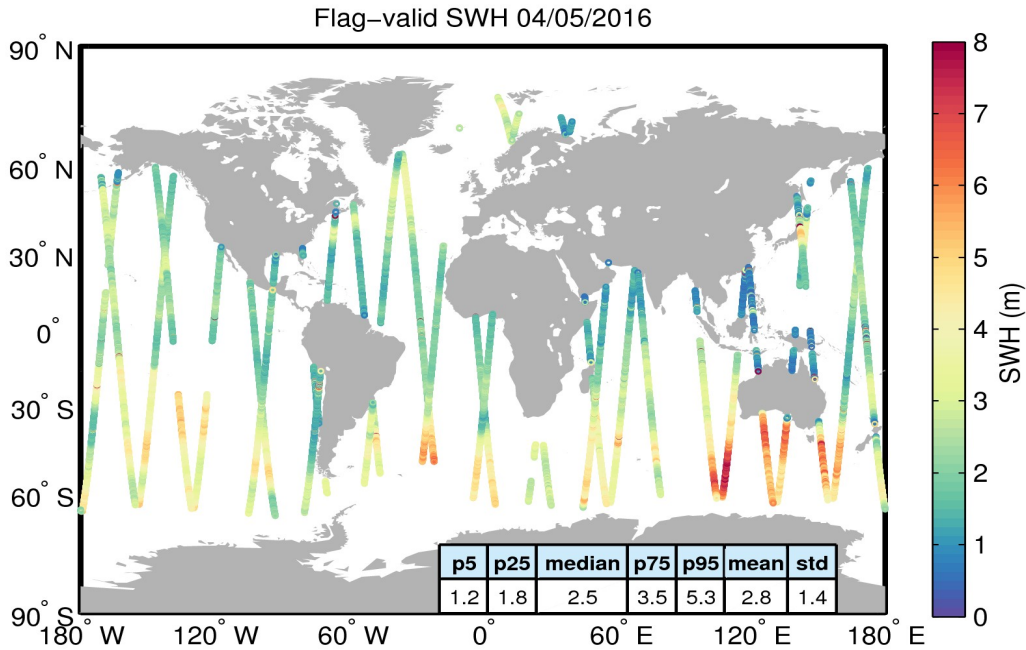 Flag−valid SWH 04/05/2016
90° N
60° N
30° N
0°
30° S
60° S
90° S
180° W
120° W
60° W
0°
60° E
120° E
180° E
p5 p25 median p75 p95 mean std
1.2 1.8 2.5 3.5 5.3 2.8 1.4
8
7
6
5
4
3
2
1
0
SWH (m)